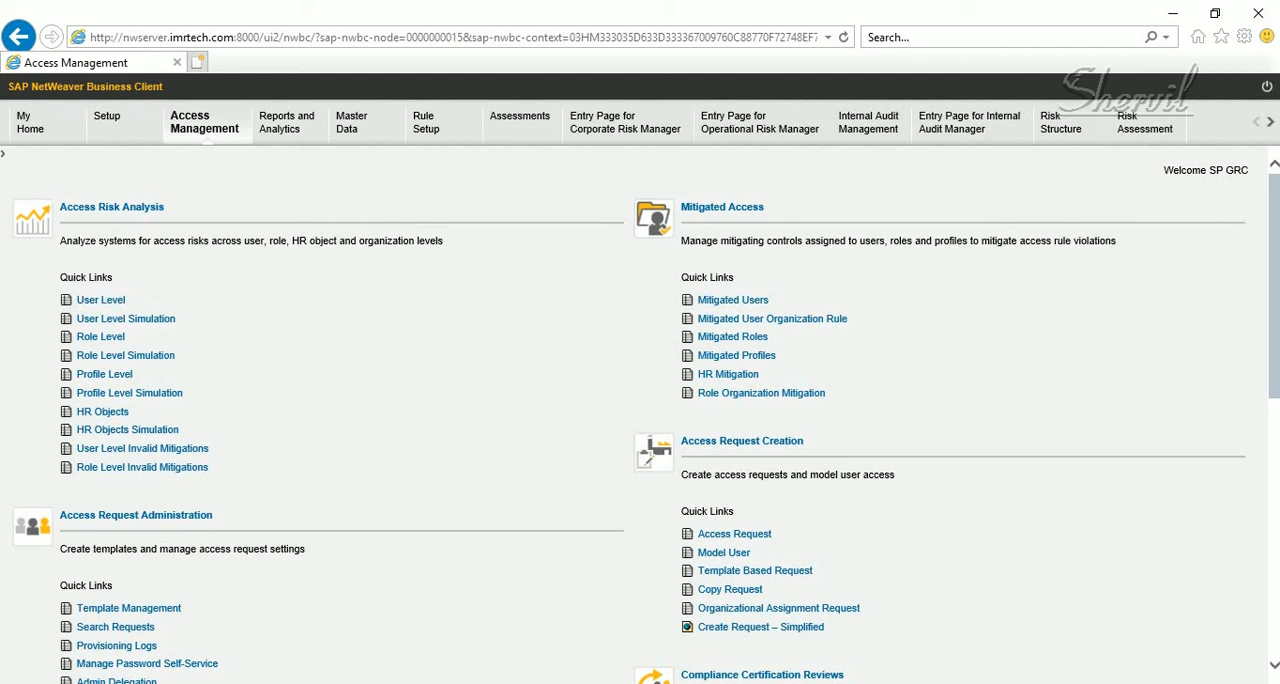 http://nwserver.imrtech.com:8000/ui2/nwbc/?sap-nwbc-node=0000000015&sap-nwbc-context=03HM333035D633D333367009760C88770F72748EF7
Search...
Access Management
SAP NetWeaver Business Client
Shervil
My Home
Setup
Access Management
Reports and Analytics
Master Data
Rule Setup
Assessments
Entry Page for Corporate Risk Manager
Entry Page for Operational Risk Manager
Internal Audit Management
Entry Page for Internal Audit Manager
Risk Structure
Risk Assessment
Welcome SP GRC
Access Risk Analysis
Analyze systems for access risks across user, role, HR object and organization levels
Quick Links
User Level
User Level Simulation
Role Level
Role Level Simulation
Profile Level
Profile Level Simulation
HR Objects
HR Objects Simulation
User Level Invalid Mitigations
Role Level Invalid Mitigations
Access Request Administration
Create templates and manage access request settings
Quick Links
Template Management
Search Requests
Provisioning Logs
Manage Password Self-Service
Admin Delegation
Mitigated Access
Manage mitigating controls assigned to users, roles and profiles to mitigate access rule violations
Quick Links
Mitigated Users
Mitigated User Organization Rule
Mitigated Roles
Mitigated Profiles
HR Mitigation
Role Organization Mitigation
Access Request Creation
Create access requests and model user access
Quick Links
Access Request
Model User
Template Based Request
Copy Request
Organizational Assignment Request
Create Request – Simplified
Compliance Certification Reviews